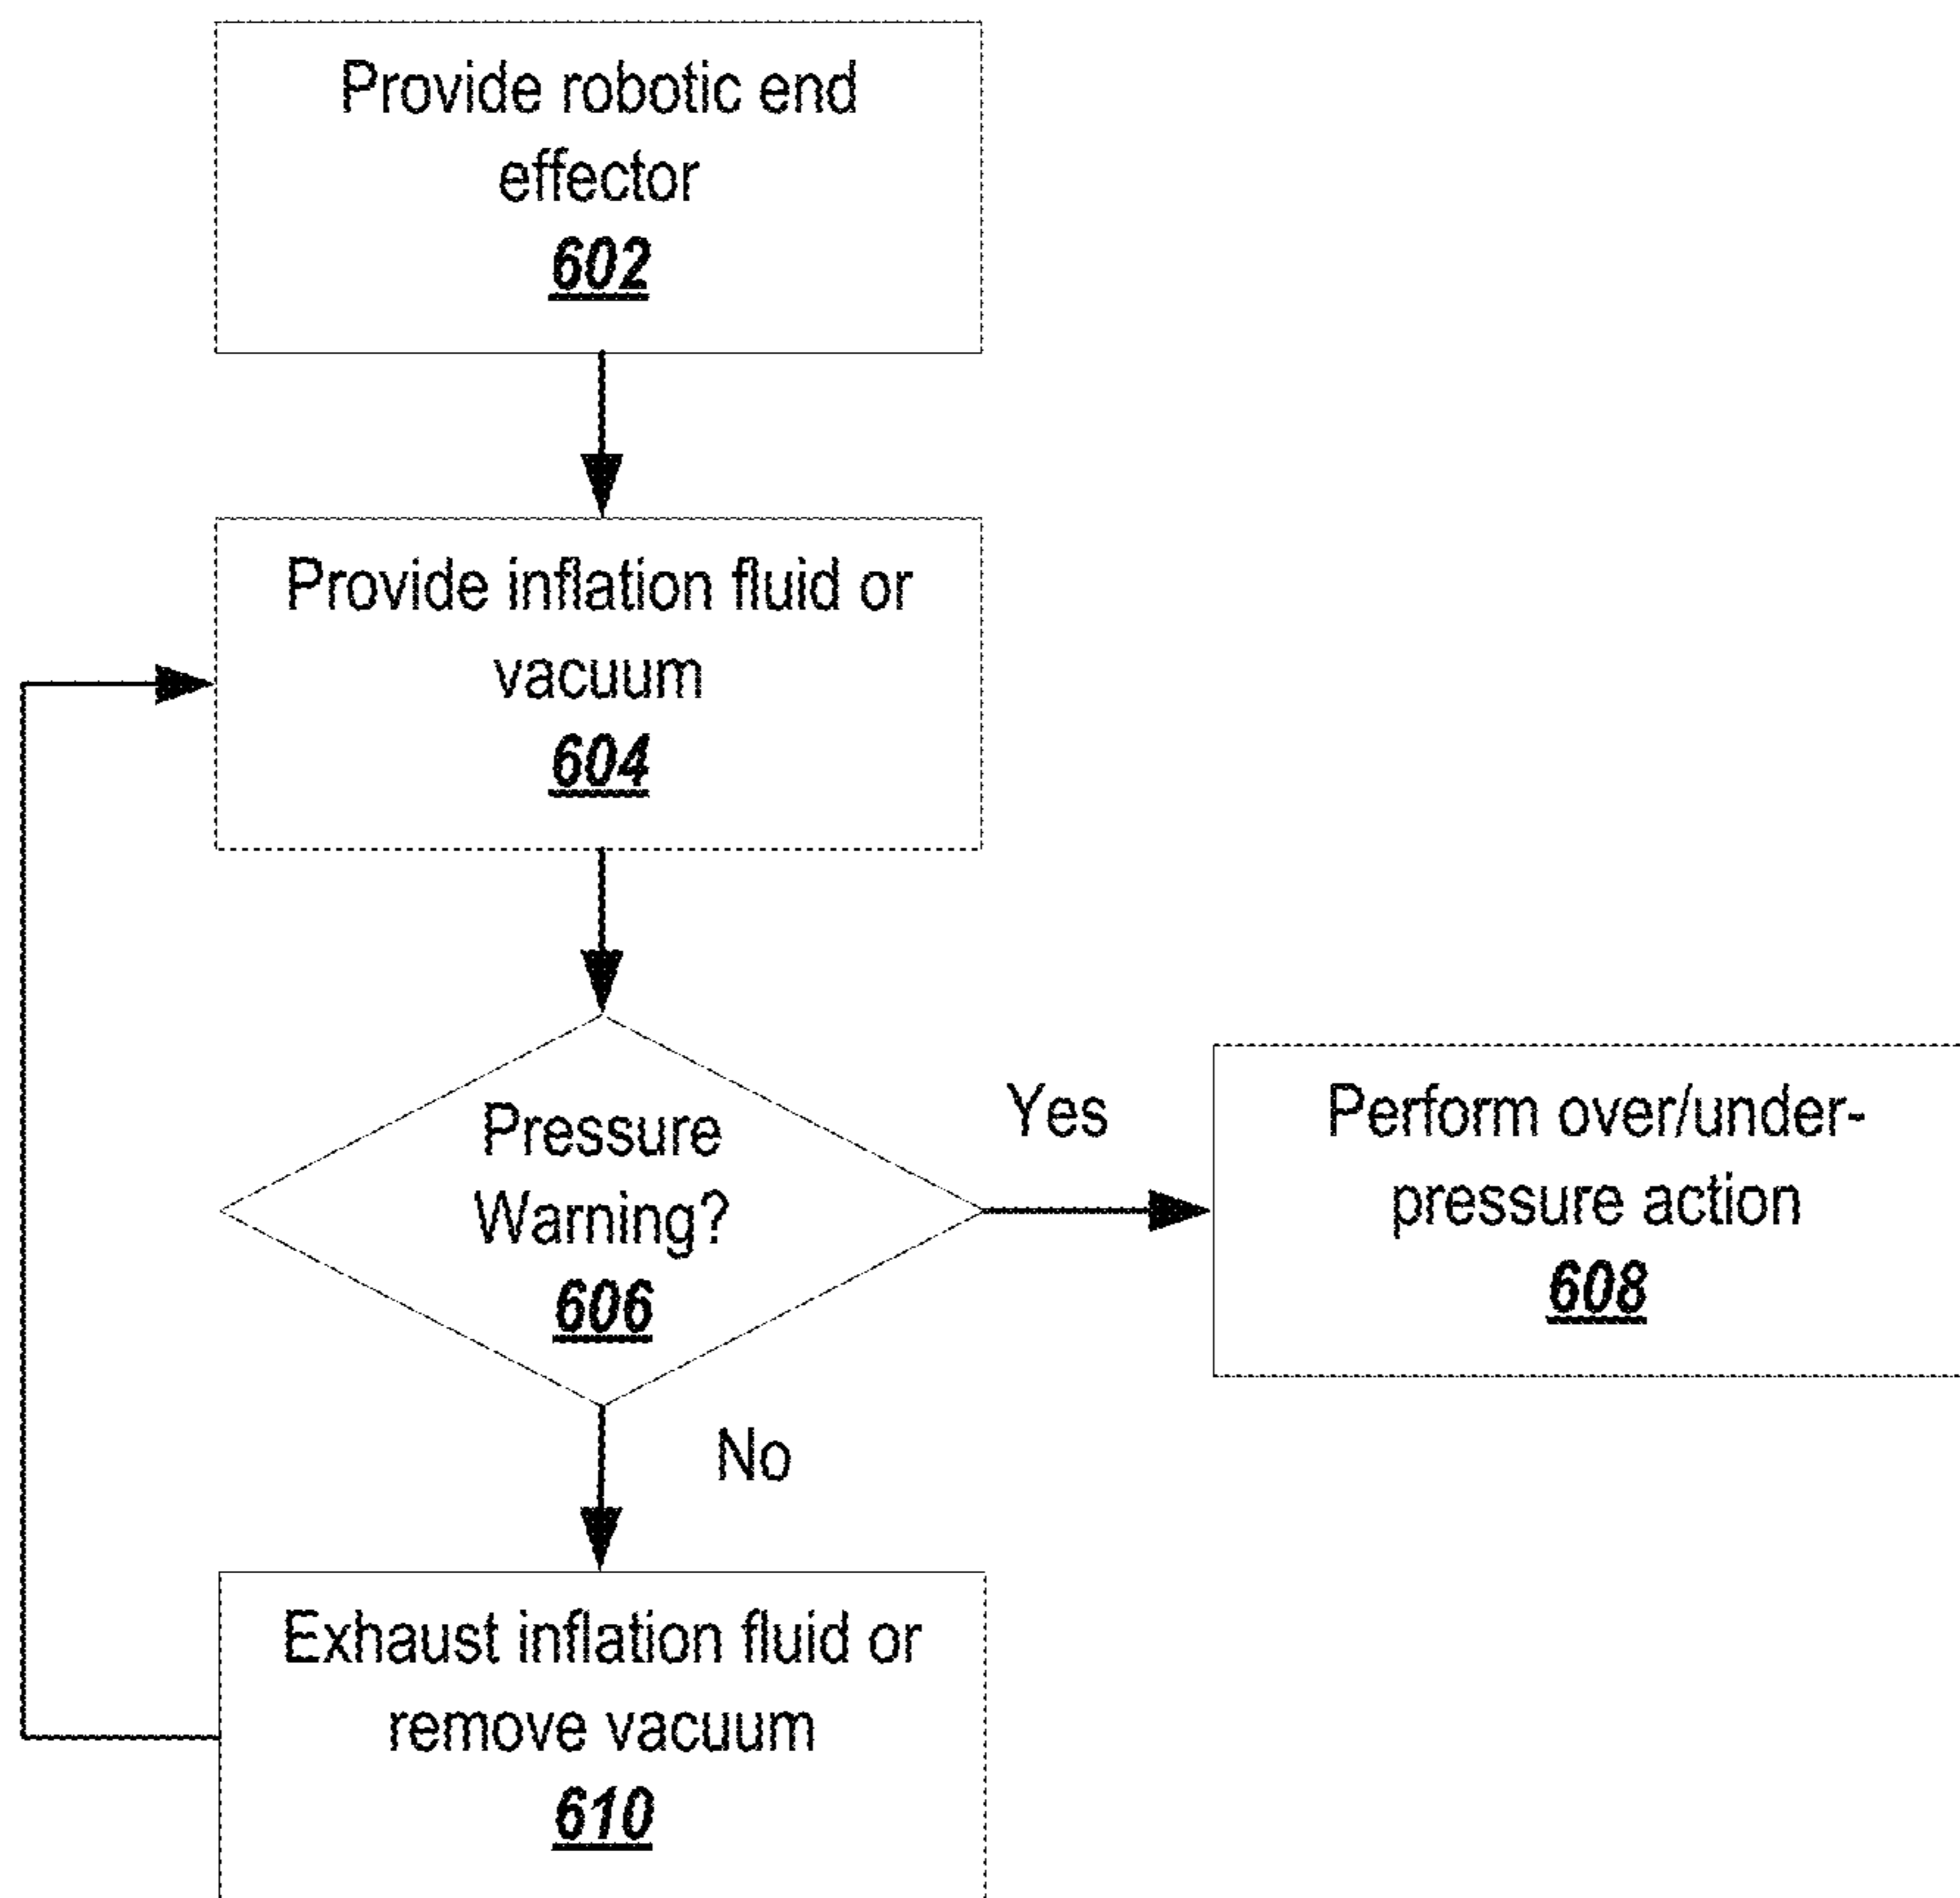 Provide robotic end
effector
602
Provide inflation fluid or
vacuum
604
Pressure
Warning?
606
Yes
Perform over/under-
pressure action
608
No
Exhaust inflation fluid or
remove vacuum
610